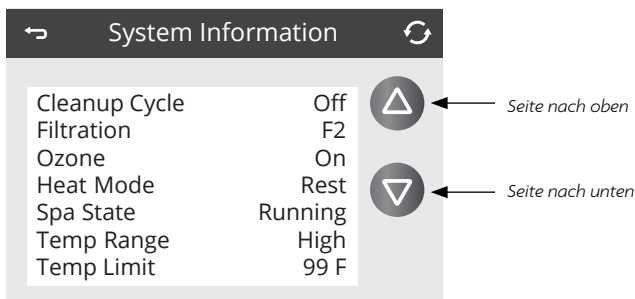 System Information
Cleanup Cycle Off
Filtration F2
Ozone On
Heat Mode Rest
Spa State Running
Temp Range High
Temp Limit 99 F
Seite nach oben
Seite nach unten